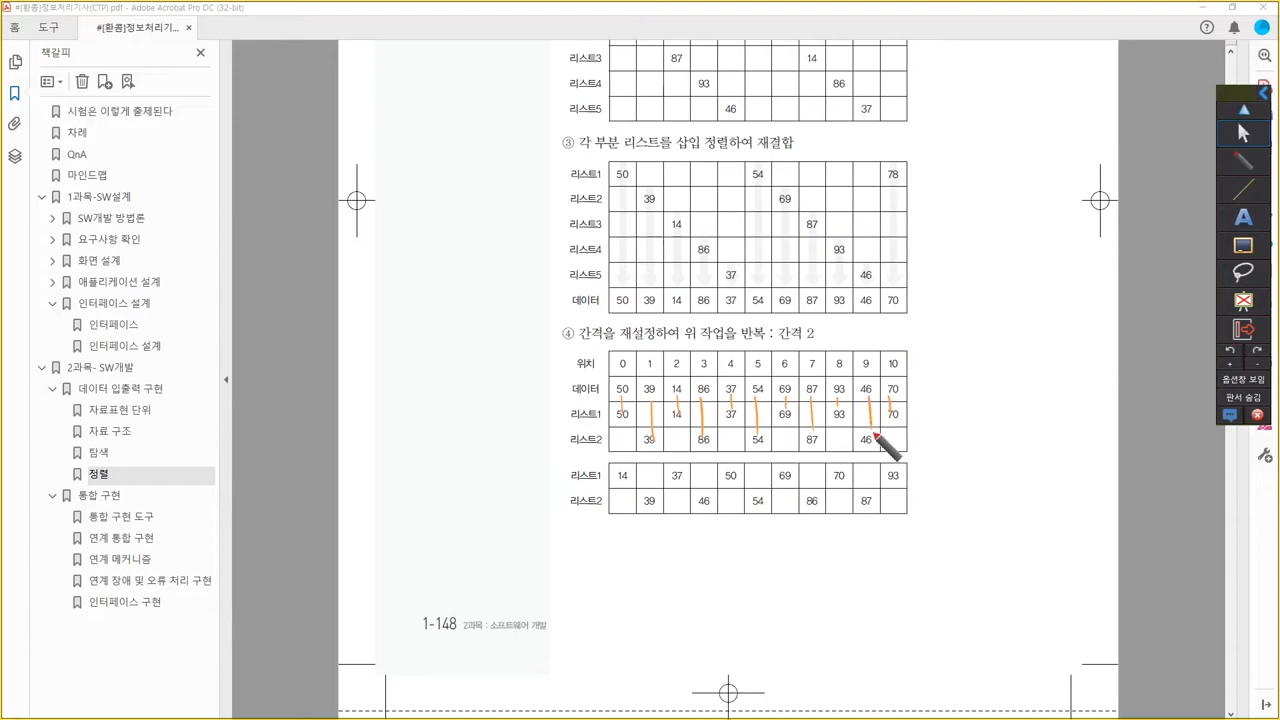 #[환콤]정보처리기사(CTP).pdf - Adobe Acrobat Pro DC (32-bit)
홈 도구 #[환콤]정보처리기... ×
책갈피
시험은 이렇게 출제된다
차례
QnA
마인드맵
1과목-SW설계
SW개발 방법론
요구사항 확인
화면 설계
애플리케이션 설계
인터페이스 설계
인터페이스
인터페이스 설계
2과목- SW개발
데이터 입출력 구현
자료표현 단위
자료 구조
탐색
정렬
통합 구현
통합 구현 도구
연계 통합 구현
연계 메커니즘
연계 장애 및 오류 처리 구현
인터페이스 구현
리스트3 87 14
리스트4 93 86
리스트5 46 37
③ 각 부분 리스트를 삽입 정렬하여 재결합
리스트1 50 54 78
리스트2 39 69
리스트3 14 87
리스트4 86 93
리스트5 37 46
데이터 50 39 14 86 37 54 69 87 93 46 70
④ 간격을 재설정하여 위 작업을 반복 : 간격 2
위치 0 1 2 3 4 5 6 7 8 9 10
데이터 50 39 14 86 37 54 69 87 93 46 70
리스트1 50 14 37 69 93 70
리스트2 39 86 54 87 46
리스트1 14 37 50 69 70 93
리스트2 39 46 54 86 87
1-148 2과목 : 소프트웨어 개발
A
옵션창 보임
판서 숨김